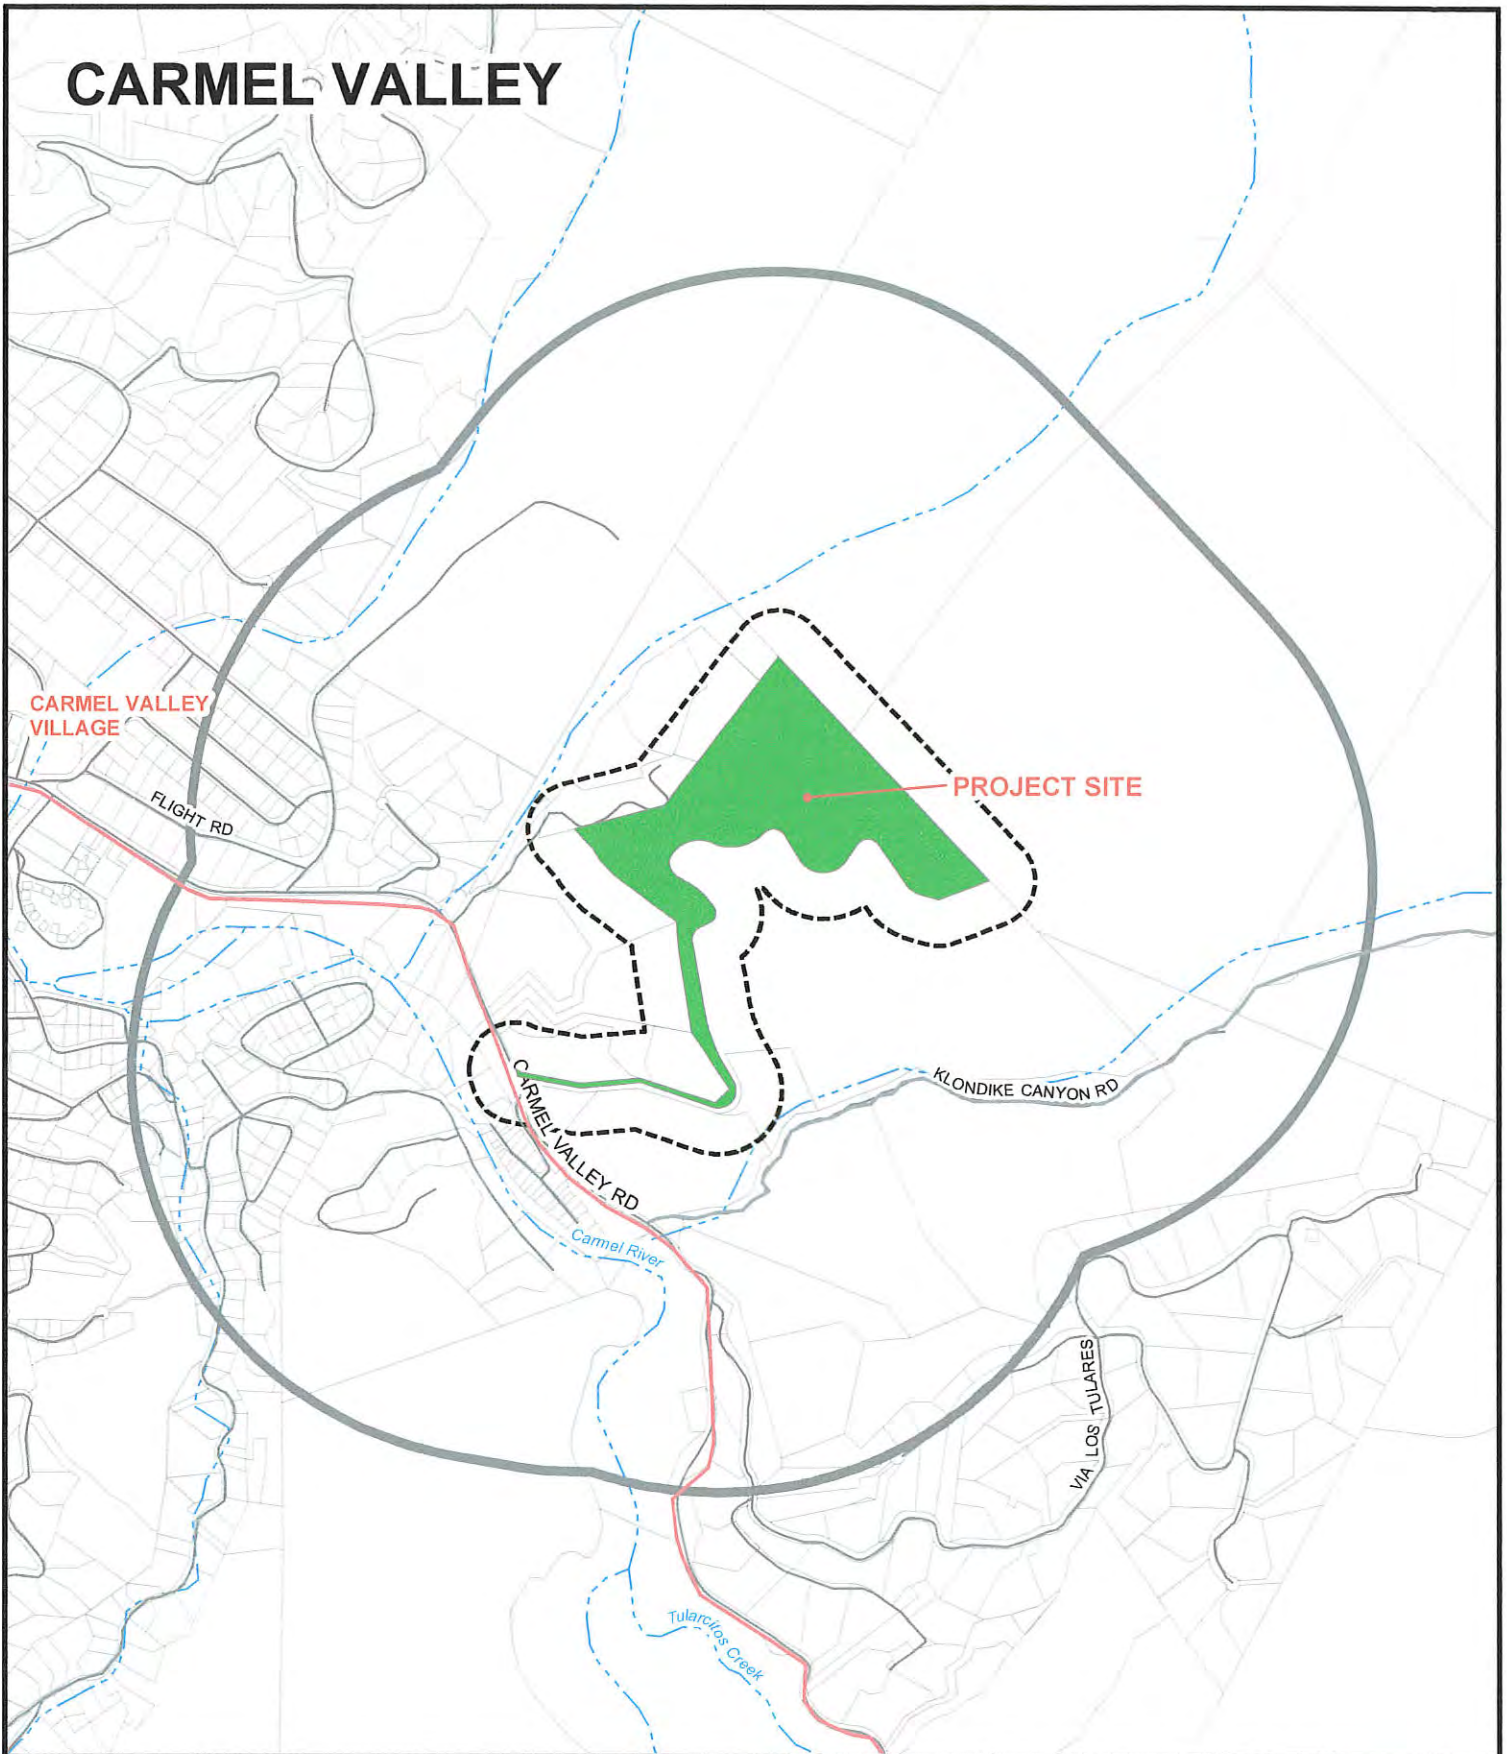 CARMEL VALLEY
CARMEL VALLEY
VILLAGE
FLIGHT RD
PROJECT SITE
CARMEL VALLEY RD
KLONDIKE CANYON RD
Carmel River
VIA LOS TULARES
Tularcitos Creek